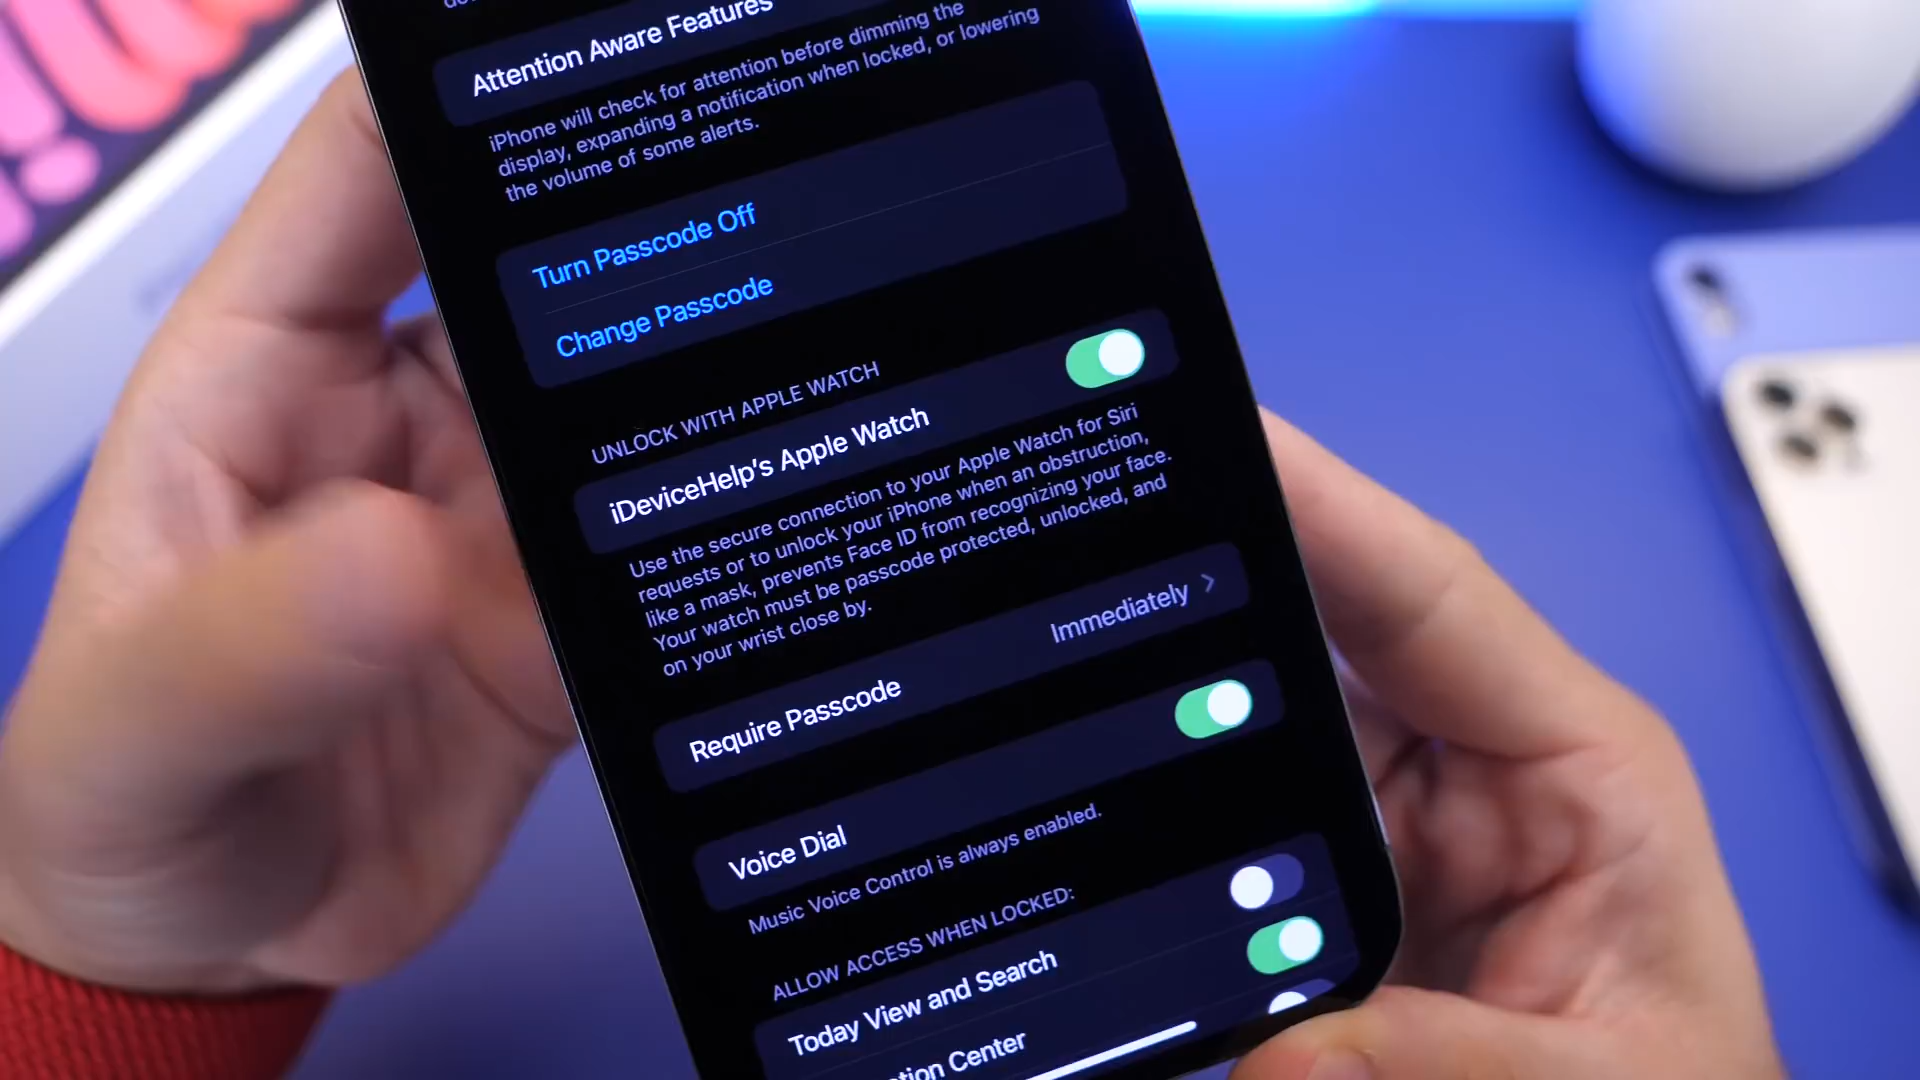 Attention Aware Features
iPhone will check for attention before dimming the
display, expanding a notification when locked, or lowering
the volume of some alerts.
Turn Passcode Off
Change Passcode
UNLOCK WITH APPLE WATCH
iDeviceHelp's Apple Watch
Use the secure connection to your Apple Watch for Siri
requests or to unlock your iPhone when an obstruction,
like a mask, prevents Face ID from recognizing your face.
Your watch must be passcode protected, unlocked, and
on your wrist close by.
Require Passcode Immediately
Voice Dial
Music Voice Control is always enabled.
ALLOW ACCESS WHEN LOCKED:
Today View and Search
Center